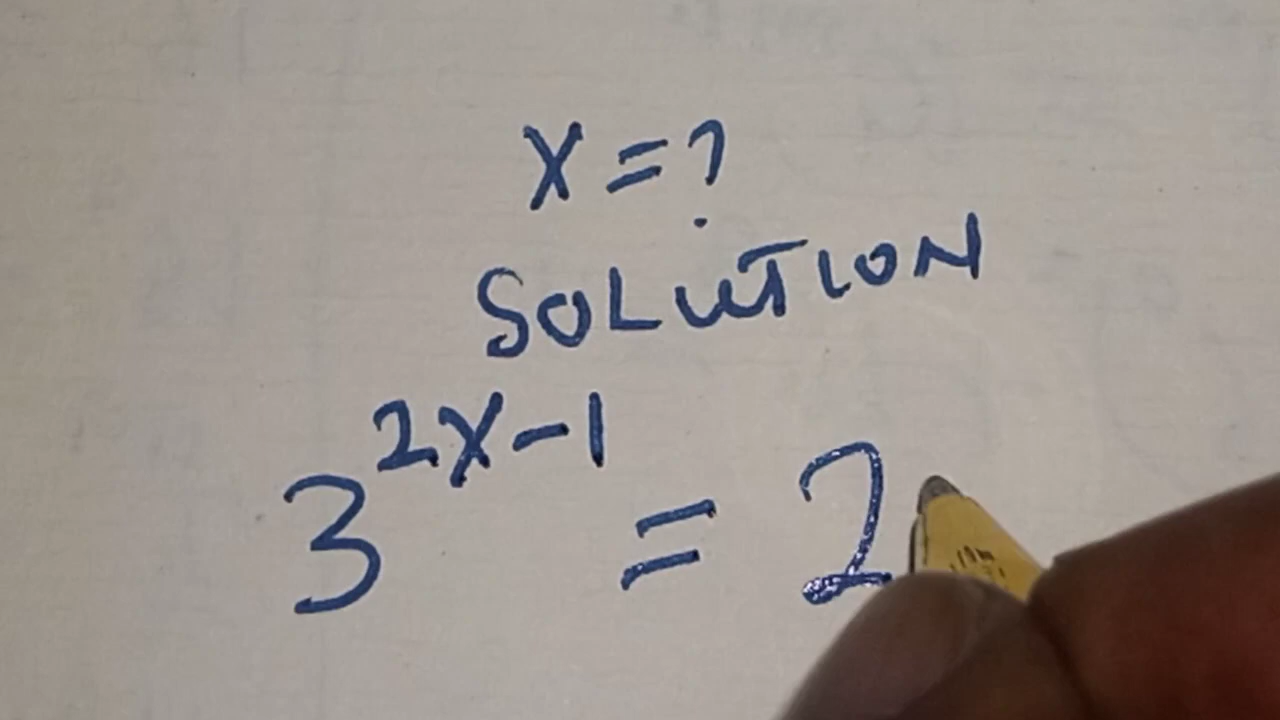 x = ?
SOLUTION
3^{2x-1} = 2